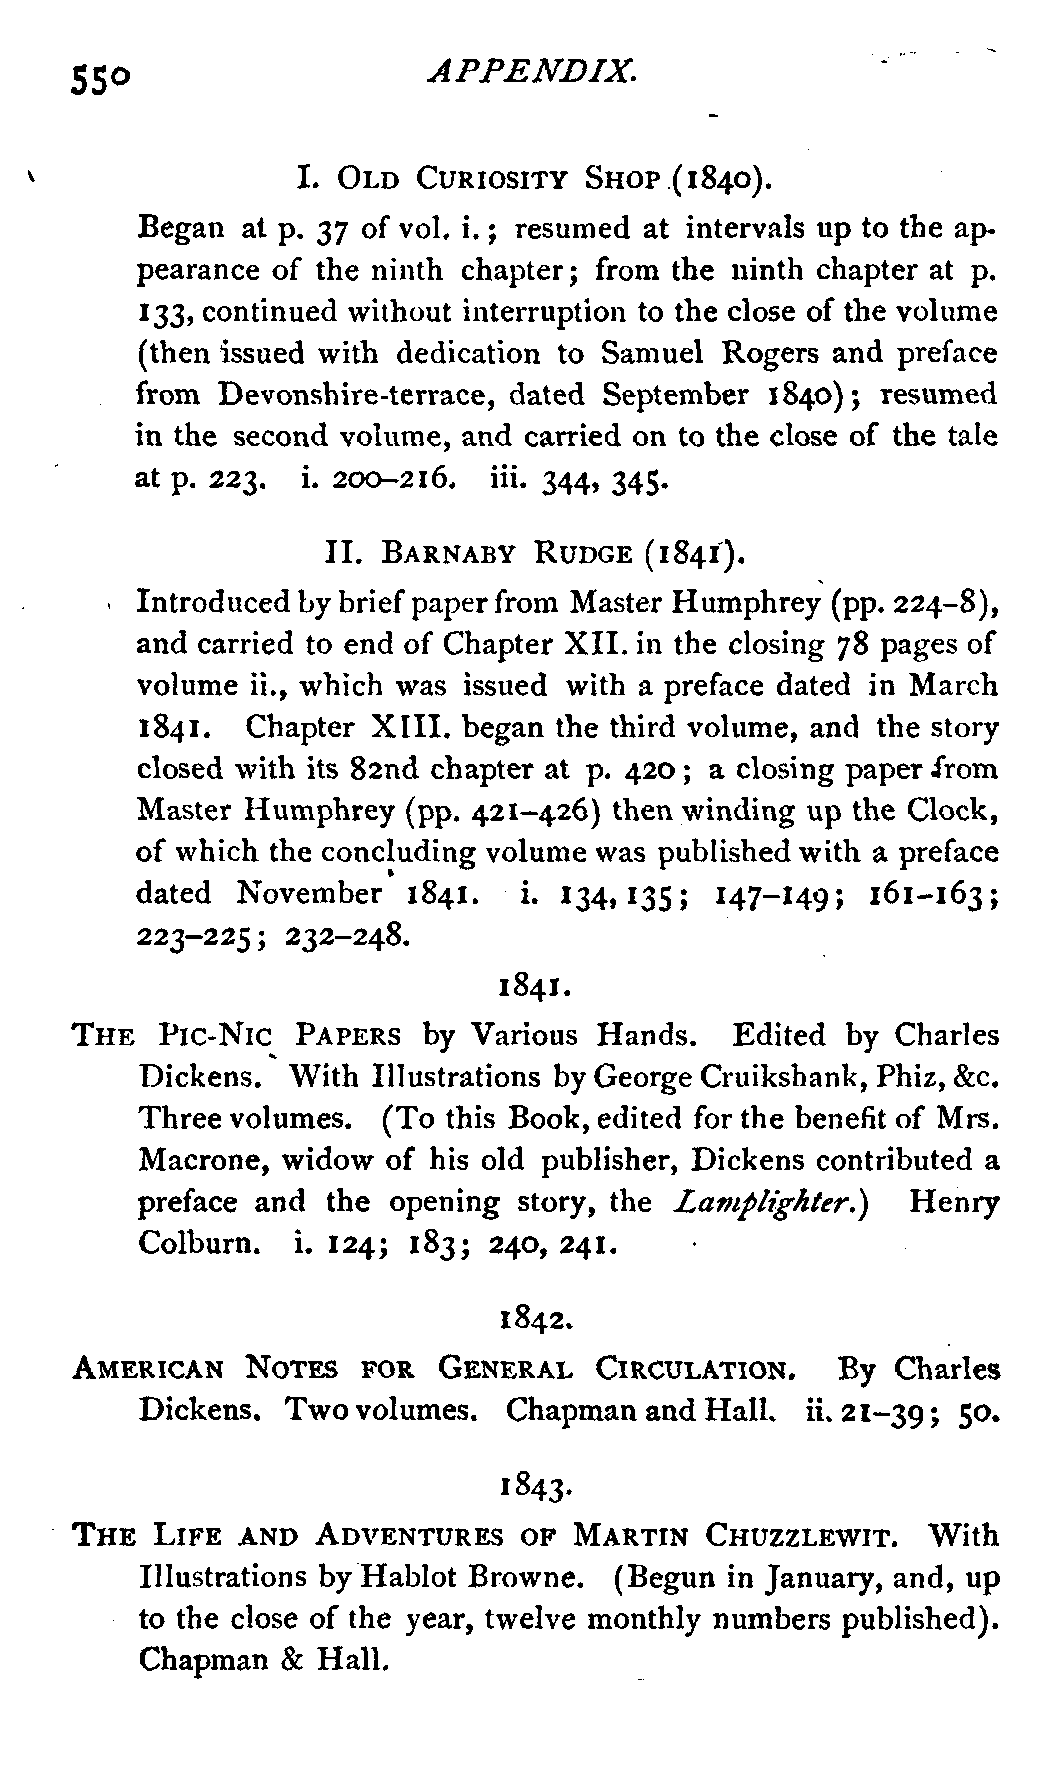 550 APPENDIX.
I. OLD CURIOSITY SHOP (1840).
Began at p. 37 of vol. i. ; resumed at intervals up to the ap-
pearance of the ninth chapter ; from the ninth chapter at p.
133, continued without interruption to the close of the volume
(then issued with dedication to Samuel Rogers and preface
from Devonshire-terrace, dated September 1840) ; resumed
in the second volume, and carried on to the close of the tale
at p. 223. i. 200–216. iii. 344, 345.
II. BARNABY RUDGE (1841).
Introduced by brief paper from Master Humphrey (pp. 224–8),
and carried to end of Chapter XII. in the closing 78 pages of
volume ii., which was issued with a preface dated in March
1841. Chapter XIII. began the third volume, and the story
closed with its 82nd chapter at p. 420 ; a closing paper from
Master Humphrey (pp. 421–426) then winding up the Clock,
of which the concluding volume was published with a preface
dated November 1841. i. 134, 135 ; 147–149 ; 161–163 ;
223–225 ; 232–248.
1841.
THE PIC-NIC PAPERS by Various Hands. Edited by Charles
Dickens. With Illustrations by George Cruikshank, Phiz, &c.
Three volumes. (To this Book, edited for the benefit of Mrs.
Macrone, widow of his old publisher, Dickens contributed a
preface and the opening story, the Lamplighter.) Henry
Colburn. i. 124 ; 183 ; 240, 241.
1842.
AMERICAN NOTES FOR GENERAL CIRCULATION. By Charles
Dickens. Two volumes. Chapman and Hall. ii. 21–39 ; 50.
1843.
THE LIFE AND ADVENTURES OF MARTIN CHUZZLEWIT. With
Illustrations by Hablot Browne. (Begun in January, and, up
to the close of the year, twelve monthly numbers published).
Chapman & Hall.